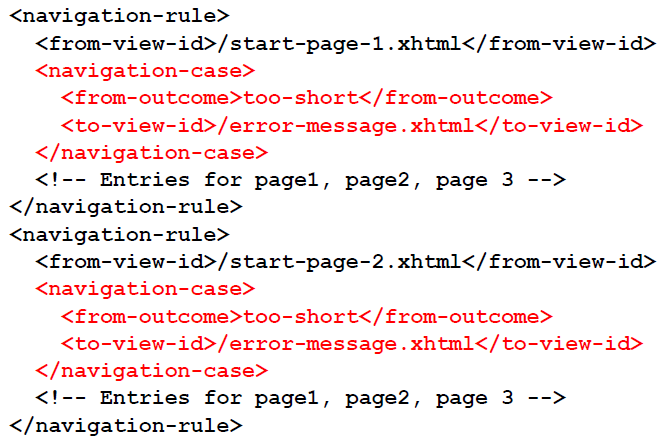 <navigation-rule>
  <from-view-id>/start-page-1.xhtml</from-view-id>
  <navigation-case>
    <from-outcome>too-short</from-outcome>
    <to-view-id>/error-message.xhtml</to-view-id>
  </navigation-case>
  <!-- Entries for page1, page2, page 3 -->
</navigation-rule>
<navigation-rule>
  <from-view-id>/start-page-2.xhtml</from-view-id>
  <navigation-case>
    <from-outcome>too-short</from-outcome>
    <to-view-id>/error-message.xhtml</to-view-id>
  </navigation-case>
  <!-- Entries for page1, page2, page 3 -->
</navigation-rule>